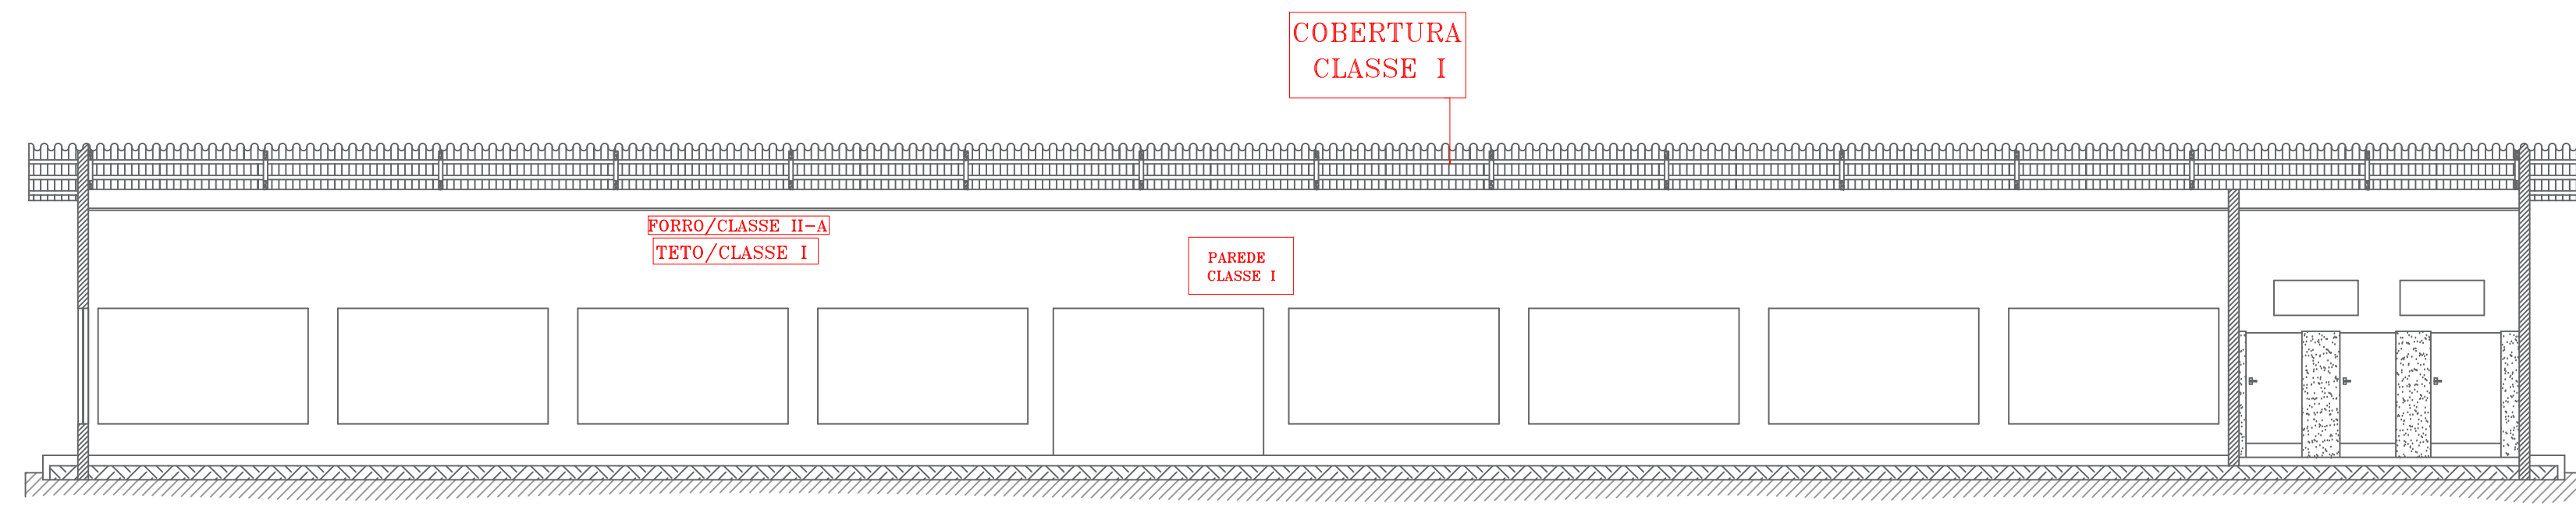 COBERTURA
CLASSE I
FORRO/CLASSE II-A
TETO/CLASSE I
PAREDE
CLASSE I